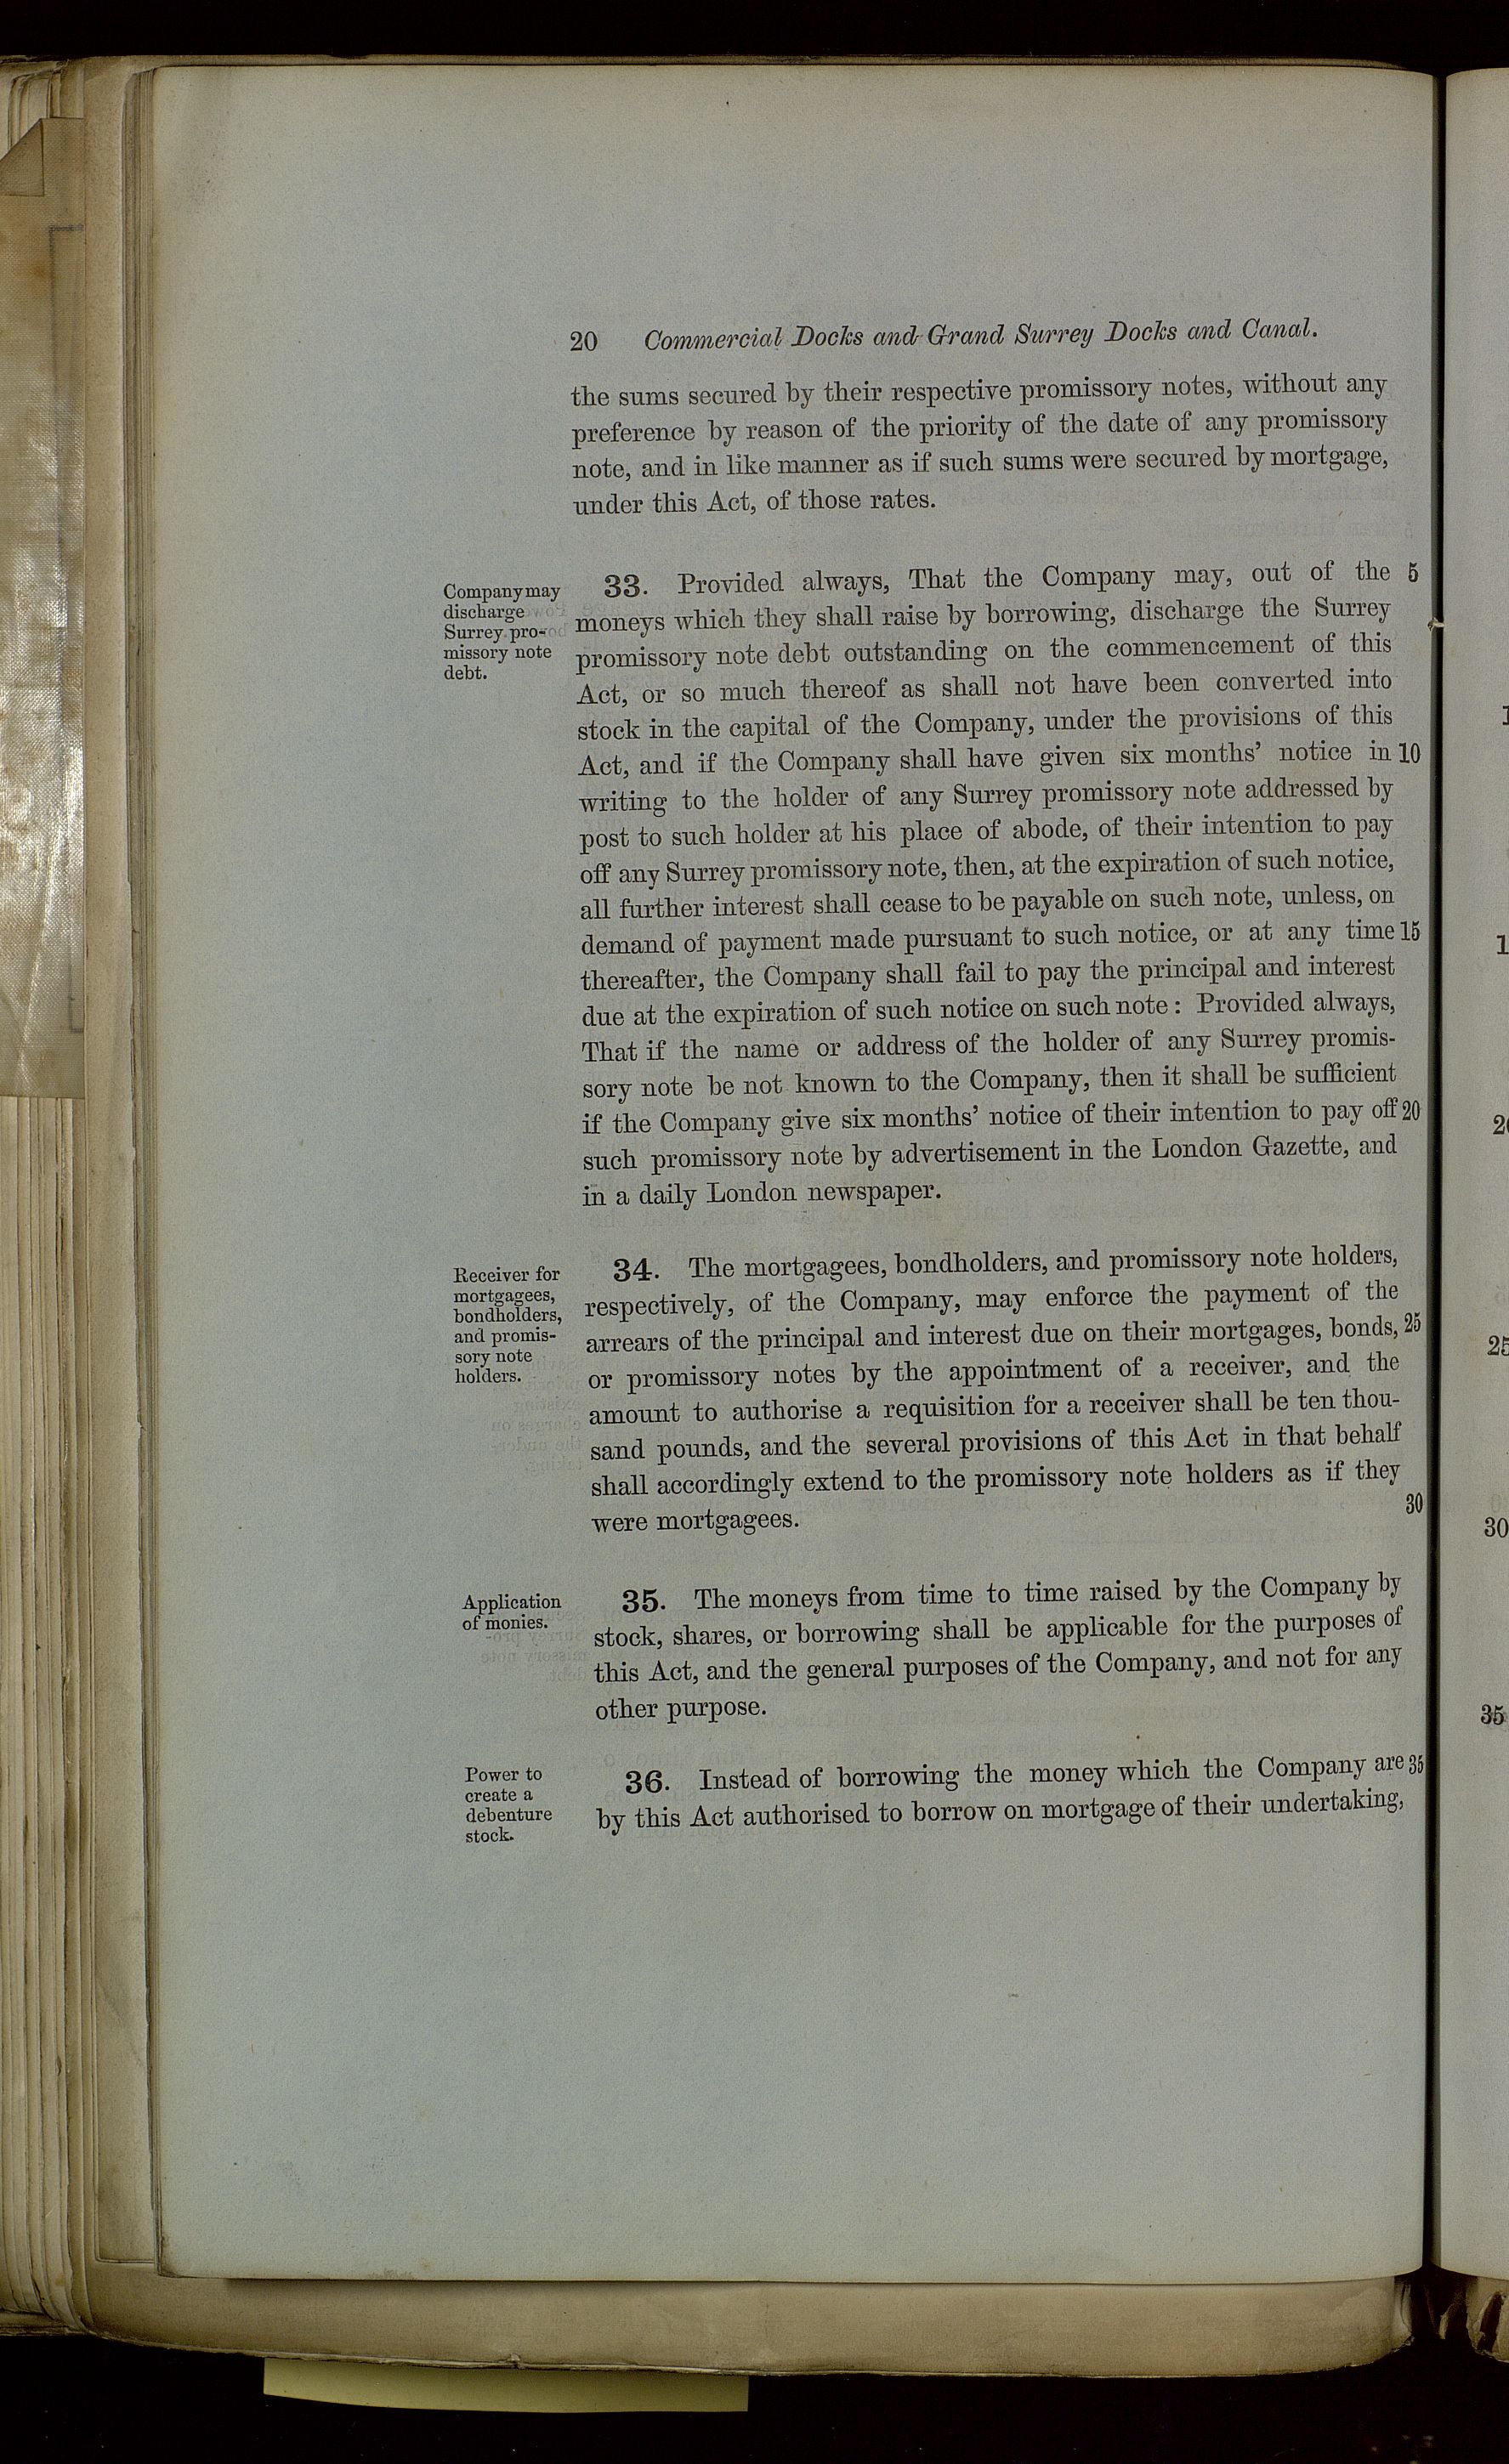 20 Commercial Docks and Grand Surrey Docks and Canal.
the sums secured by their respective promissory notes, without any
preference by reason of the priority of the date of any promissory
note, and in like manner as if such sums were secured by mortgage,
under this Act, of those rates.
Company may
discharge
Surrey pro-
missory note
debt.
33. Provided always, That the Company may, out of the 5
moneys which they shall raise by borrowing, discharge the Surrey
promissory note debt outstanding on the commencement of this
Act, or so much thereof as shall not have been converted into
stock in the capital of the Company, under the provisions of this
Act, and if the Company shall have given six months' notice in 10
writing to the holder of any Surrey promissory note addressed by
post to such holder at his place of abode, of their intention to pay
off any Surrey promissory note, then, at the expiration of such notice,
all further interest shall cease to be payable on such note, unless, on
demand of payment made pursuant to such notice, or at any time 15
thereafter, the Company shall fail to pay the principal and interest
due at the expiration of such notice on such note: Provided always,
That if the name or address of the holder of any Surrey promis-
sory note be not known to the Company, then it shall be sufficient
if the Company give six months' notice of their intention to pay off 20
such promissory note by advertisement in the London Gazette, and
in a daily London newspaper.
Receiver for
mortgagees,
bondholders,
and promis-
sory note
holders.
34. The mortgagees, bondholders, and promissory note holders,
respectively, of the Company, may enforce the payment of the
arrears of the principal and interest due on their mortgages, bonds, 25
or promissory notes by the appointment of a receiver, and the
amount to authorise a requisition for a receiver shall be ten thou-
sand pounds, and the several provisions of this Act in that behalf
shall accordingly extend to the promissory note holders as if they
were mortgagees. 30
Application
of monies.
35. The moneys from time to time raised by the Company by
stock, shares, or borrowing shall be applicable for the purposes of
this Act, and the general purposes of the Company, and not for any
other purpose.
Power to
create a
debenture
stock.
36. Instead of borrowing the money which the Company are 35
by this Act authorised to borrow on mortgage of their undertaking,
25
30
35